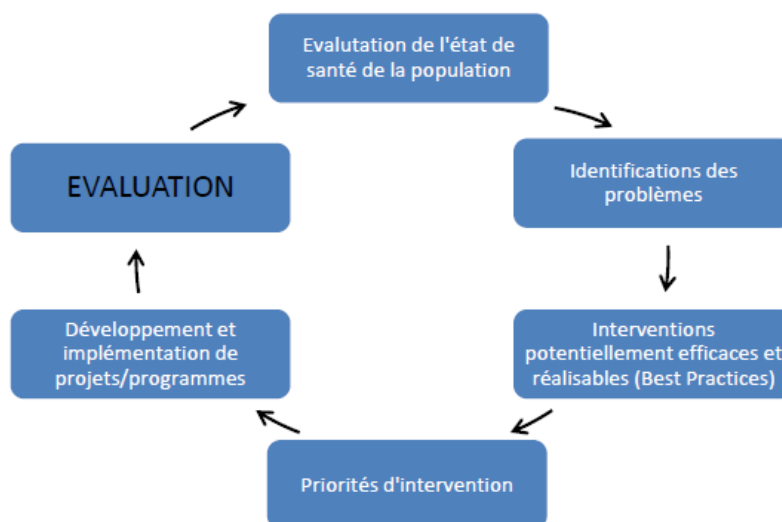 Evalutation de l'état de
santé de la population
Identifications des
problèmes
Interventions
potentiellement efficaces et
réalisables (Best Practices)
Priorités d'intervention
Développement et
implémentation de
projets/programmes
EVALUATION